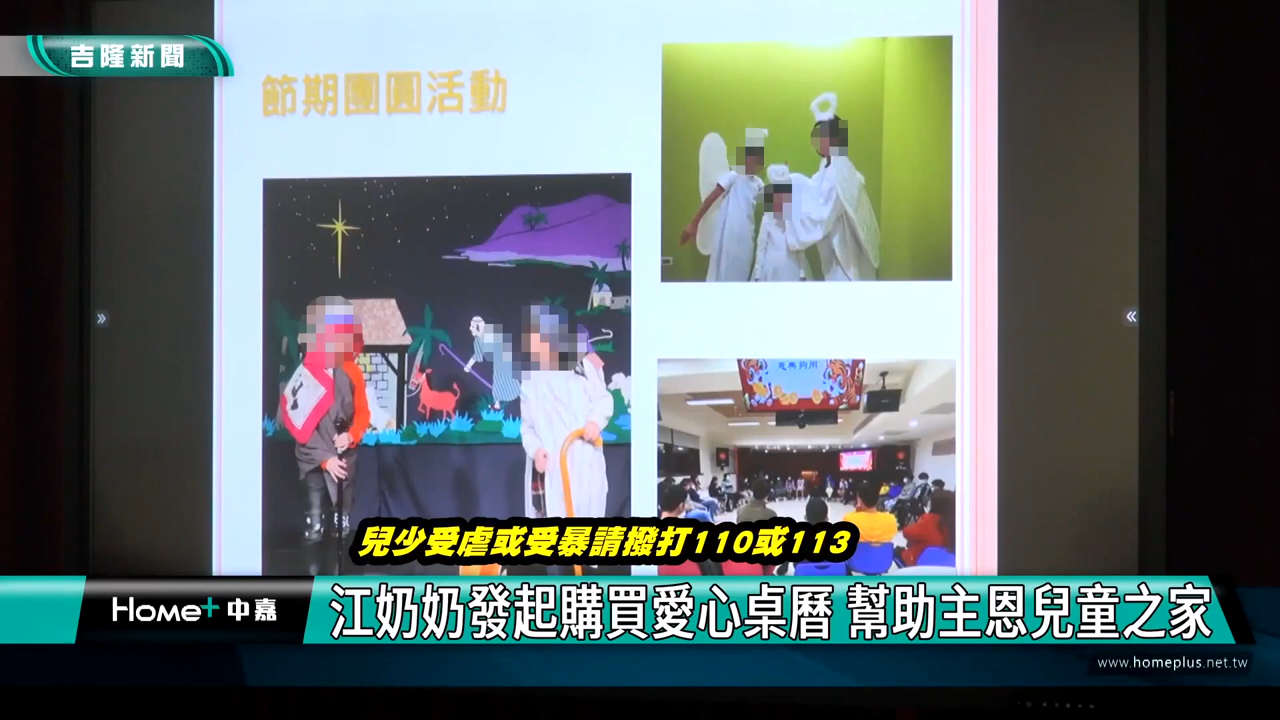 吉隆新聞
節期團圓活動
兒少受虐或受暴請撥打110或113
Home+ 中嘉
江奶奶發起購買愛心桌曆 幫助主恩兒童之家
www.homeplus.net.tw